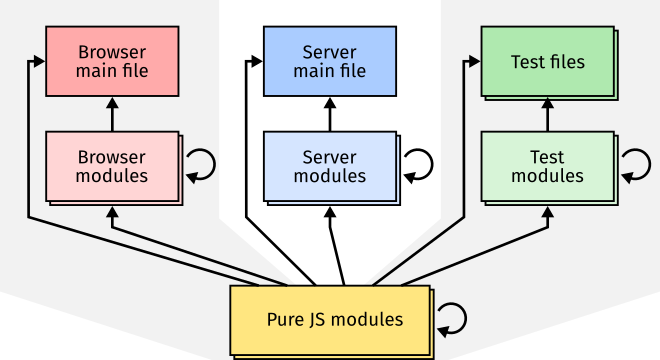 Browser
main file
Server
main file
Test files
Browser
modules
Server
modules
Test
modules
Pure JS modules